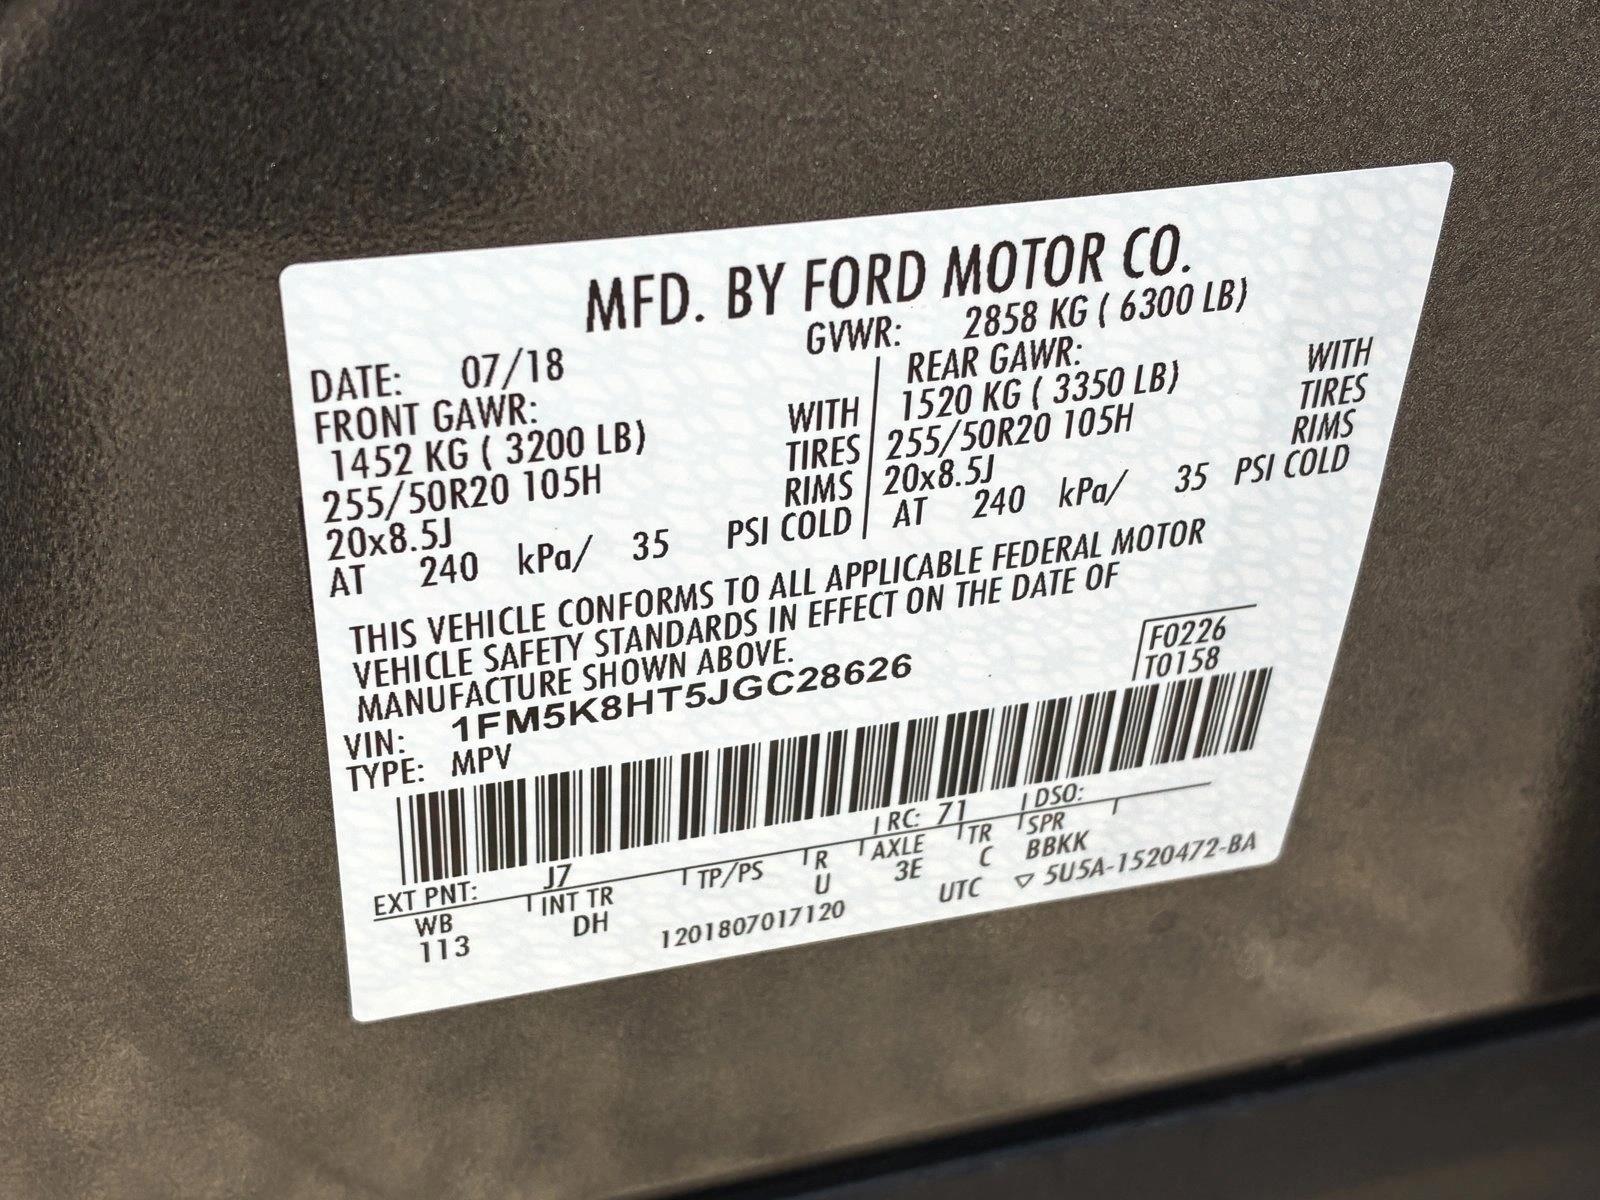 MFD. BY FORD MOTOR CO.
DATE: 07/18 GVWR: 2858 KG ( 6300 LB)
FRONT GAWR: REAR GAWR:
1452 KG ( 3200 LB) WITH 1520 KG ( 3350 LB) WITH
255/50R20 105H TIRES 255/50R20 105H TIRES
20x8.5J RIMS 20x8.5J RIMS
AT 240 kPa/ 35 PSI COLD AT 240 kPa/ 35 PSI COLD
THIS VEHICLE CONFORMS TO ALL APPLICABLE FEDERAL MOTOR
VEHICLE SAFETY STANDARDS IN EFFECT ON THE DATE OF
MANUFACTURE SHOWN ABOVE.
F0226
VIN: 1FM5K8HT5JGC28626
T0158
TYPE: MPV
EXT PNT: J7 RC: 71 DSO:
WB INT TR TP/PS R AXLE TR SPR
113 DH U 3E C BBKK
1201807017120 UTC ▽ 5U5A-1520472-BA